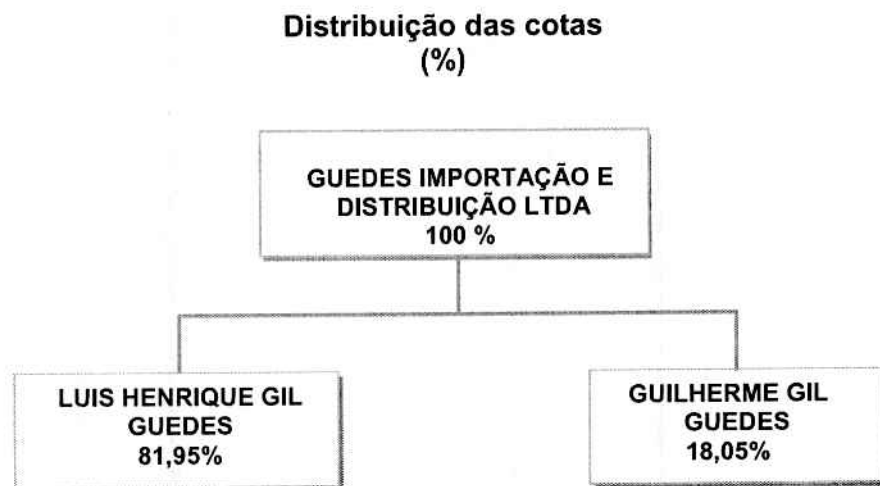 Distribuição das cotas
(%)
GUEDES IMPORTAÇÃO E
DISTRIBUIÇÃO LTDA
100 %
LUIS HENRIQUE GIL
GUEDES
81,95%
GUILHERME GIL
GUEDES
18,05%